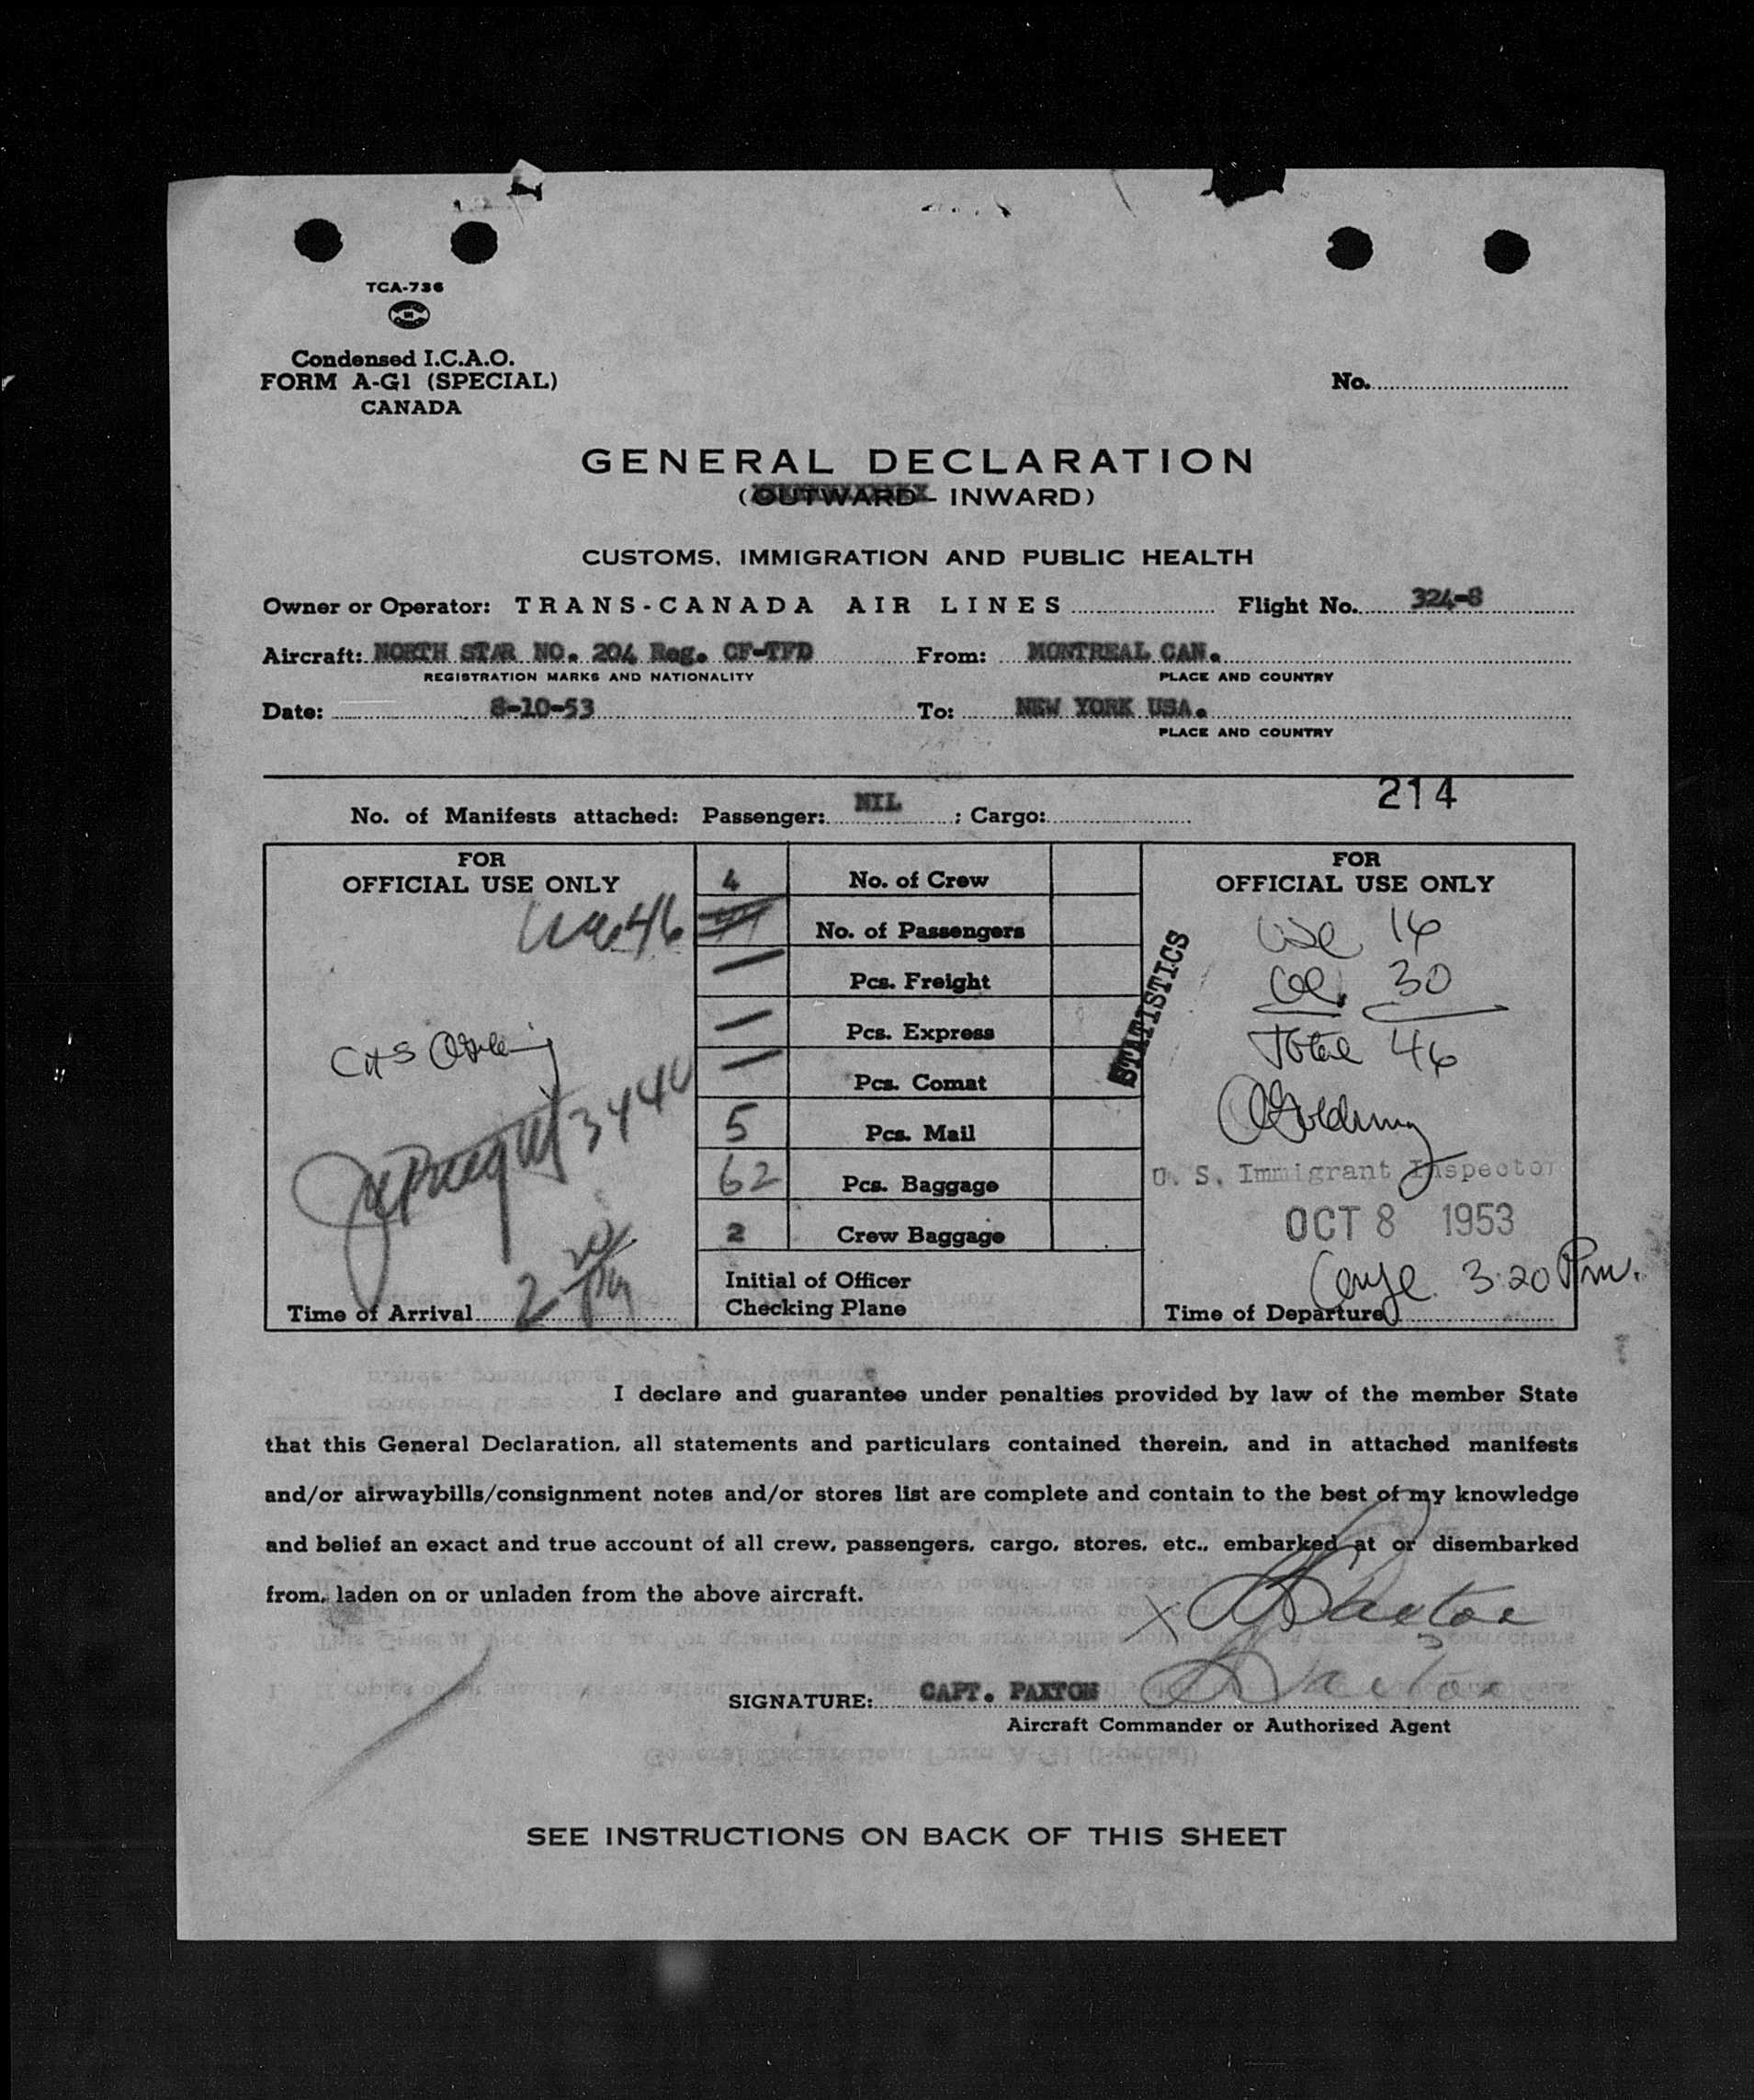 TCA-736
Condensed I.C.A.O.
FORM A-G1 (SPECIAL)
CANADA
No.
GENERAL DECLARATION
(OUTWARD - INWARD)
CUSTOMS, IMMIGRATION AND PUBLIC HEALTH
Owner or Operator: TRANS-CANADA AIR LINES Flight No. 324-8
Aircraft: NORTH STAR NO. 204 Reg. CF-TFD From: MONTREAL CAN.
REGISTRATION MARKS AND NATIONALITY PLACE AND COUNTRY
Date: 8-10-53 To: NEW YORK USA.
PLACE AND COUNTRY
214
No. of Manifests attached: Passenger: NIL ; Cargo:
FOR
OFFICIAL USE ONLY
46
3440
Time of Arrival 2
4 No. of Crew
No. of Passengers
— Pcs. Freight
— Pcs. Express
— Pcs. Comat
5 Pcs. Mail
62 Pcs. Baggage
2 Crew Baggage
Initial of Officer
Checking Plane
STATISTICS
FOR
OFFICIAL USE ONLY
16
30
Total 46
U. S. Immigrant Inspector
OCT 8 1953
3:20 Pm.
Time of Departure
I declare and guarantee under penalties provided by law of the member State
that this General Declaration, all statements and particulars contained therein, and in attached manifests
and/or airwaybills/consignment notes and/or stores list are complete and contain to the best of my knowledge
and belief an exact and true account of all crew, passengers, cargo, stores, etc., embarked at or disembarked
from, laden on or unladen from the above aircraft.
X Paxton
SIGNATURE: CAPT. PAXTON Paxton
Aircraft Commander or Authorized Agent
SEE INSTRUCTIONS ON BACK OF THIS SHEET